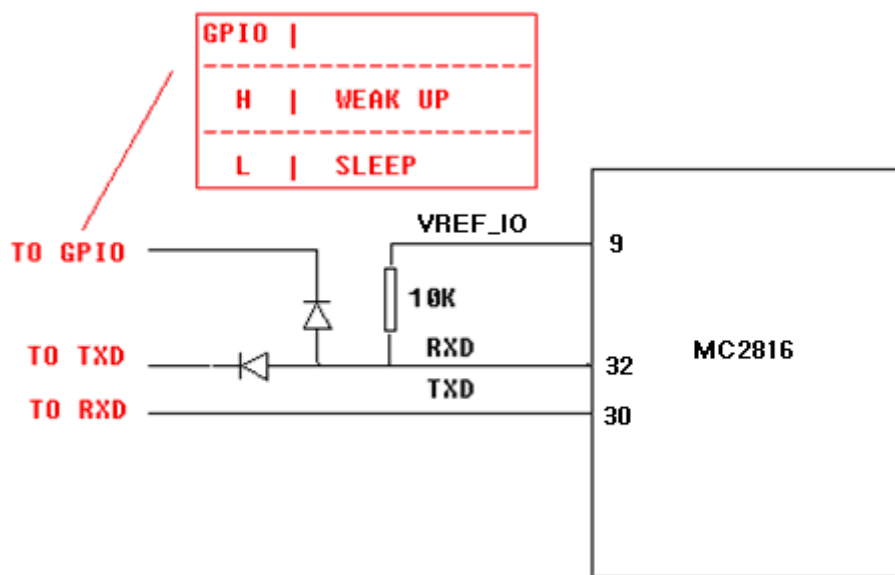 GPIO |
H | WEAK UP
L | SLEEP
VREF_IO
TO GPIO
9
10K
RXD
TO TXD
32
MC2816
TXD
TO RXD
30